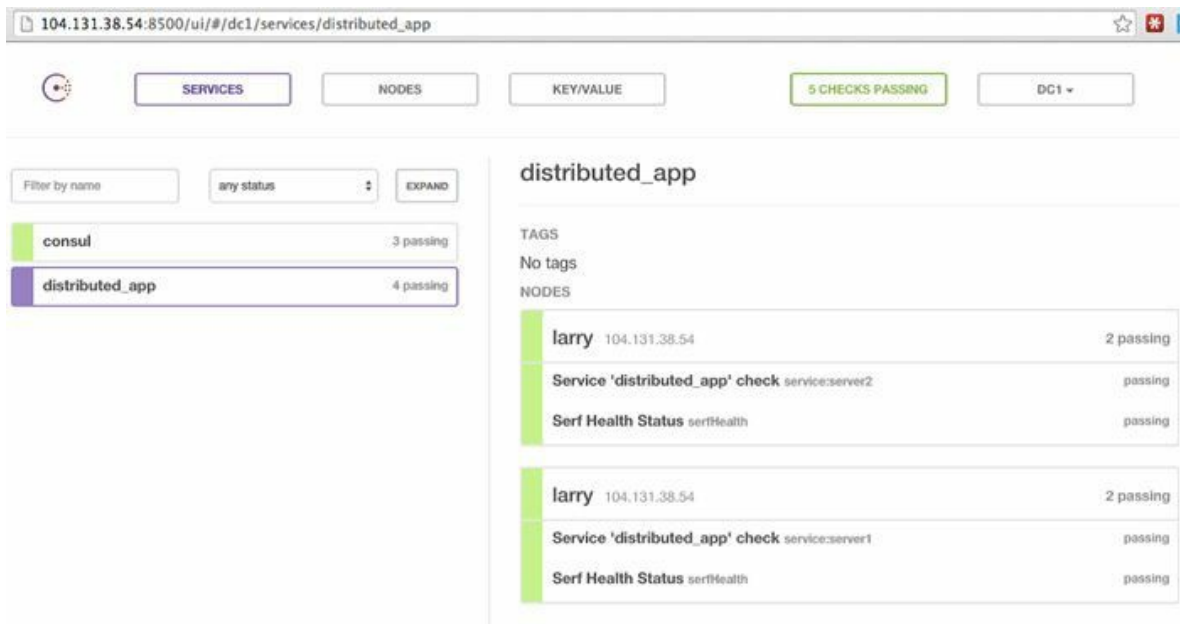 104.131.38.54:8500/ui/#/dc1/services/distributed_app
SERVICES NODES KEY/VALUE 5 CHECKS PASSING DC1
Filter by name any status EXPAND
consul 3 passing
distributed_app 4 passing
distributed_app
TAGS
No tags
NODES
larry 104.131.38.54 2 passing
Service 'distributed_app' check service:server2 passing
Serf Health Status serfHealth passing
larry 104.131.38.54 2 passing
Service 'distributed_app' check service:server1 passing
Serf Health Status serfHealth passing